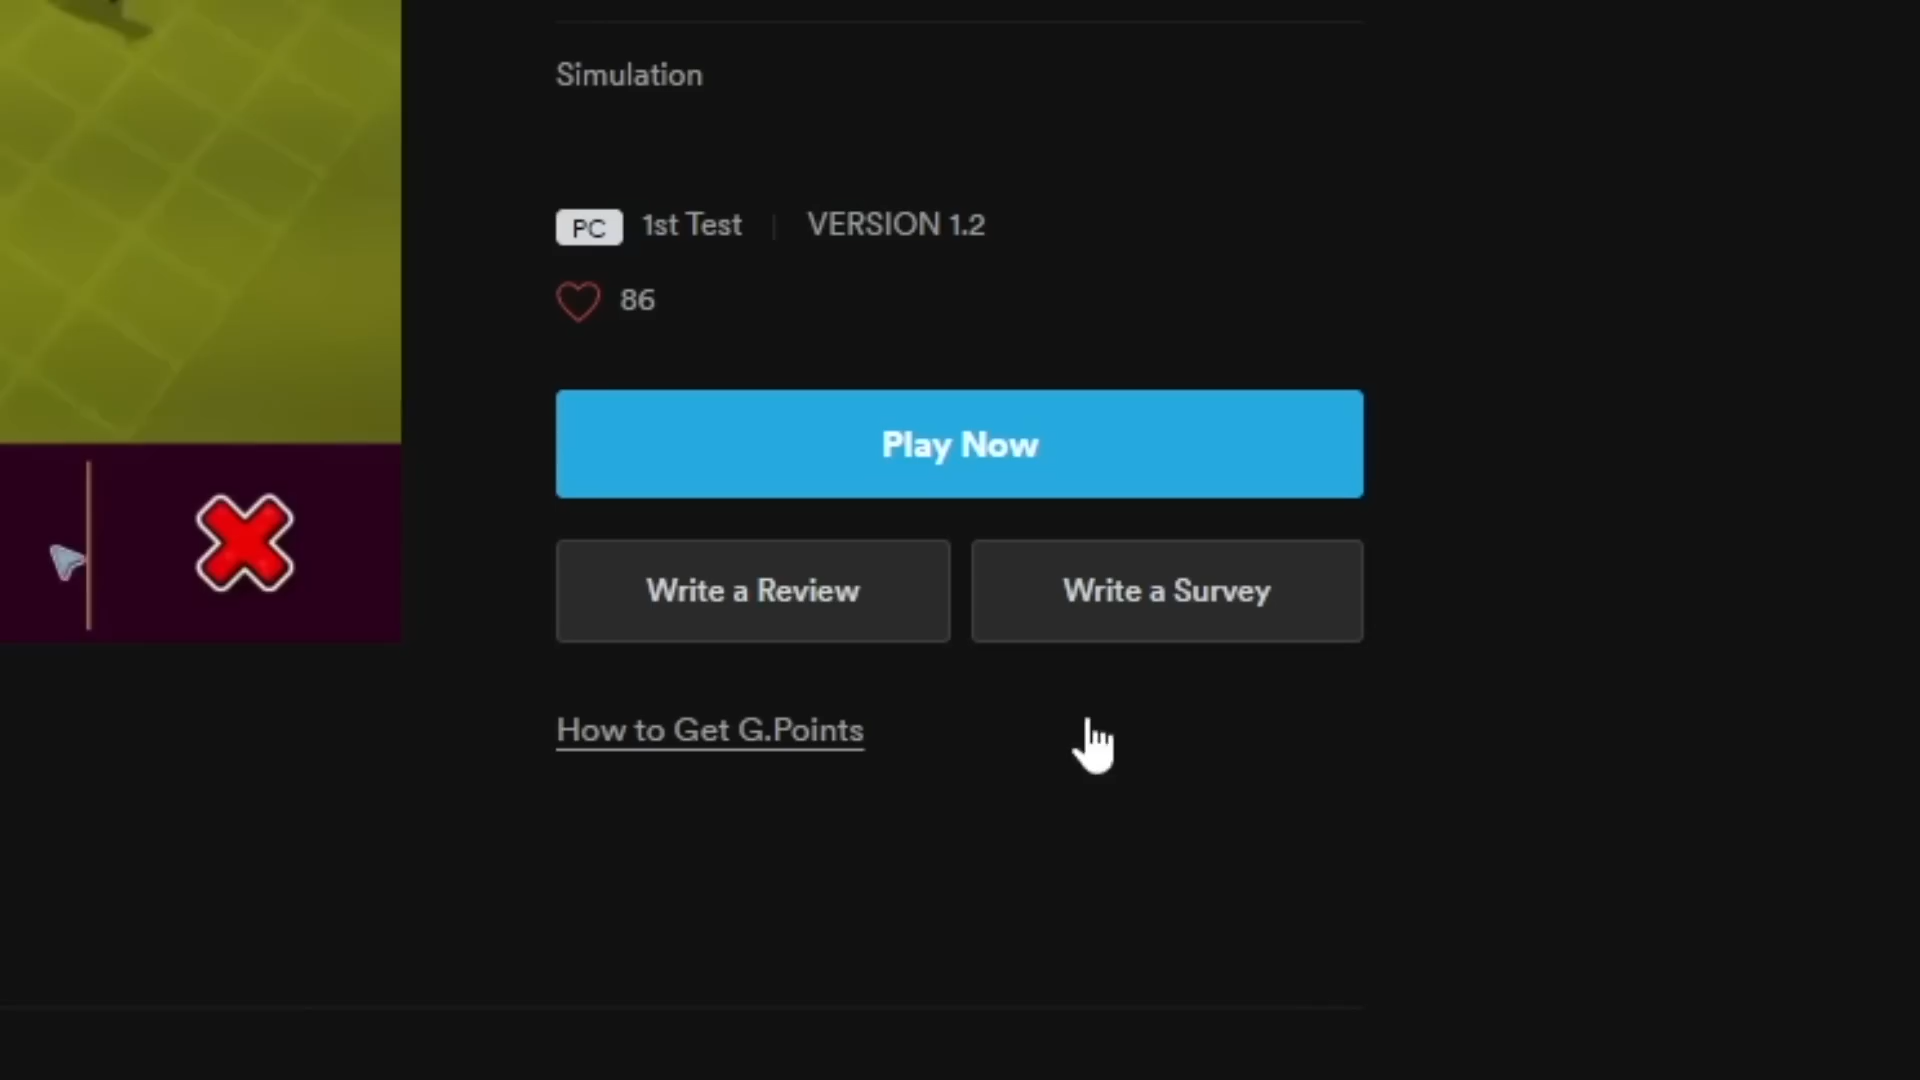 Simulation
PC 1st Test VERSION 1.2
86
Play Now
Write a Review Write a Survey
How to Get G.Points